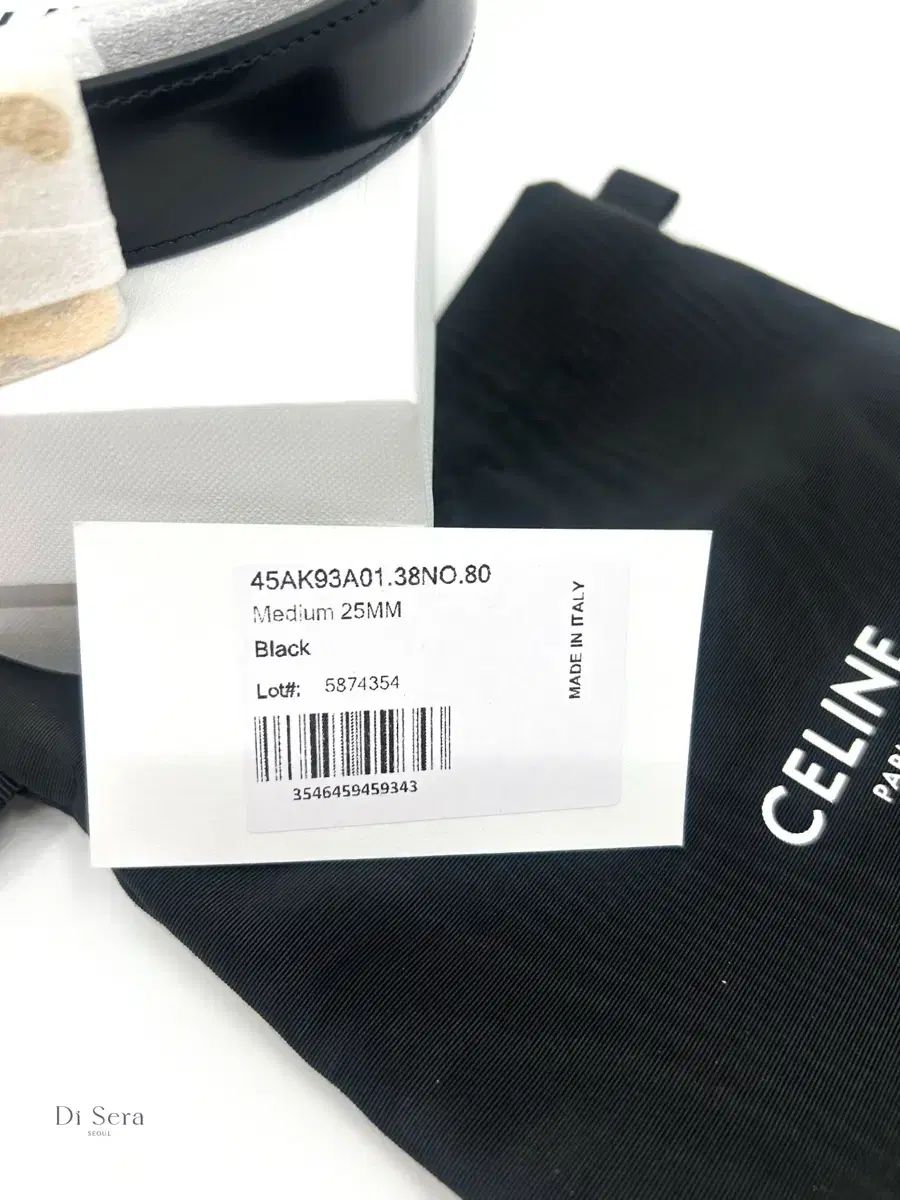 45AK93A01.38NO.80
Medium 25MM
Black
Lot#: 5874354
3546459459343
MADE IN ITALY
CELINE
Di Sera
SEOUL